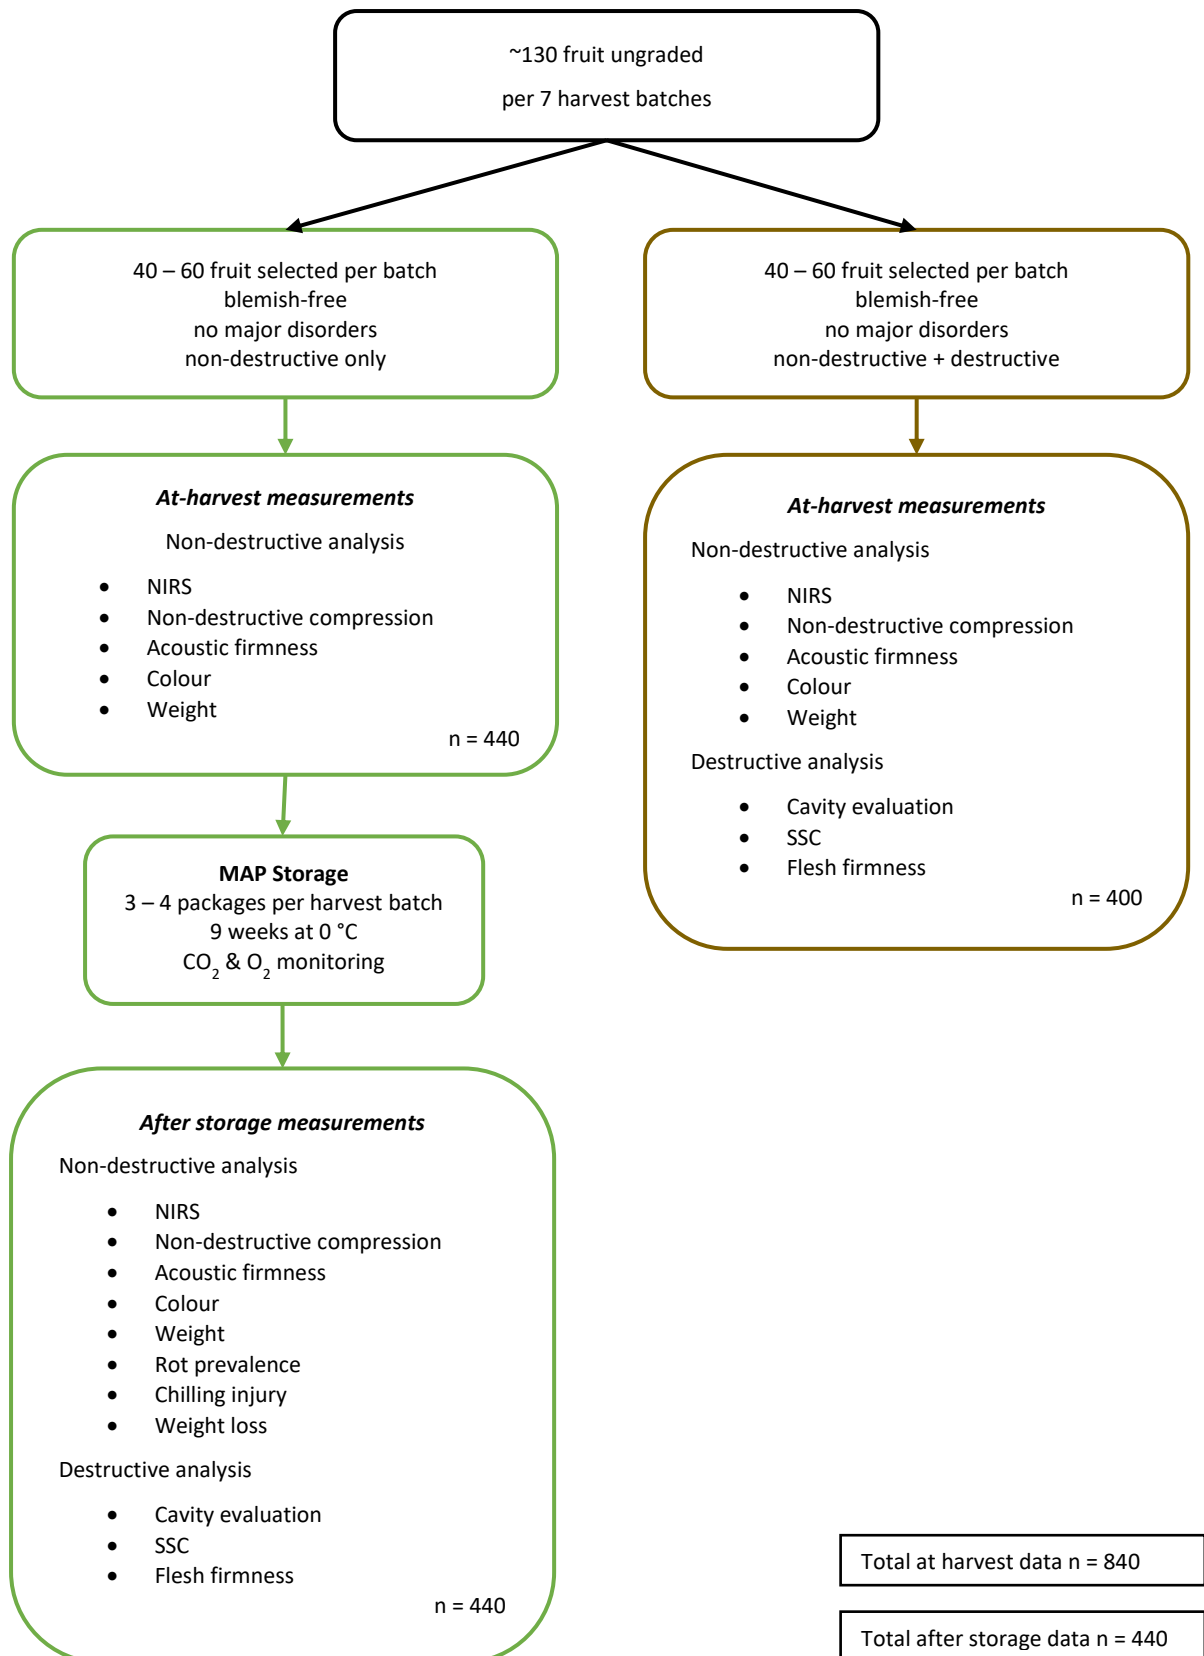 ~130 fruit ungraded
per 7 harvest batches
40 – 60 fruit selected per batch
blemish-free
no major disorders
non-destructive only
40 – 60 fruit selected per batch
blemish-free
no major disorders
non-destructive + destructive
At-harvest measurements
Non-destructive analysis
• NIRS
• Non-destructive compression
• Acoustic firmness
• Colour
• Weight
n = 440
At-harvest measurements
Non-destructive analysis
• NIRS
• Non-destructive compression
• Acoustic firmness
• Colour
• Weight
Destructive analysis
• Cavity evaluation
• SSC
• Flesh firmness
n = 400
MAP Storage
3 – 4 packages per harvest batch
9 weeks at 0 °C
CO₂ & O₂ monitoring
After storage measurements
Non-destructive analysis
• NIRS
• Non-destructive compression
• Acoustic firmness
• Colour
• Weight
• Rot prevalence
• Chilling injury
• Weight loss
Destructive analysis
• Cavity evaluation
• SSC
• Flesh firmness
n = 440
Total at harvest data n = 840
Total after storage data n = 440